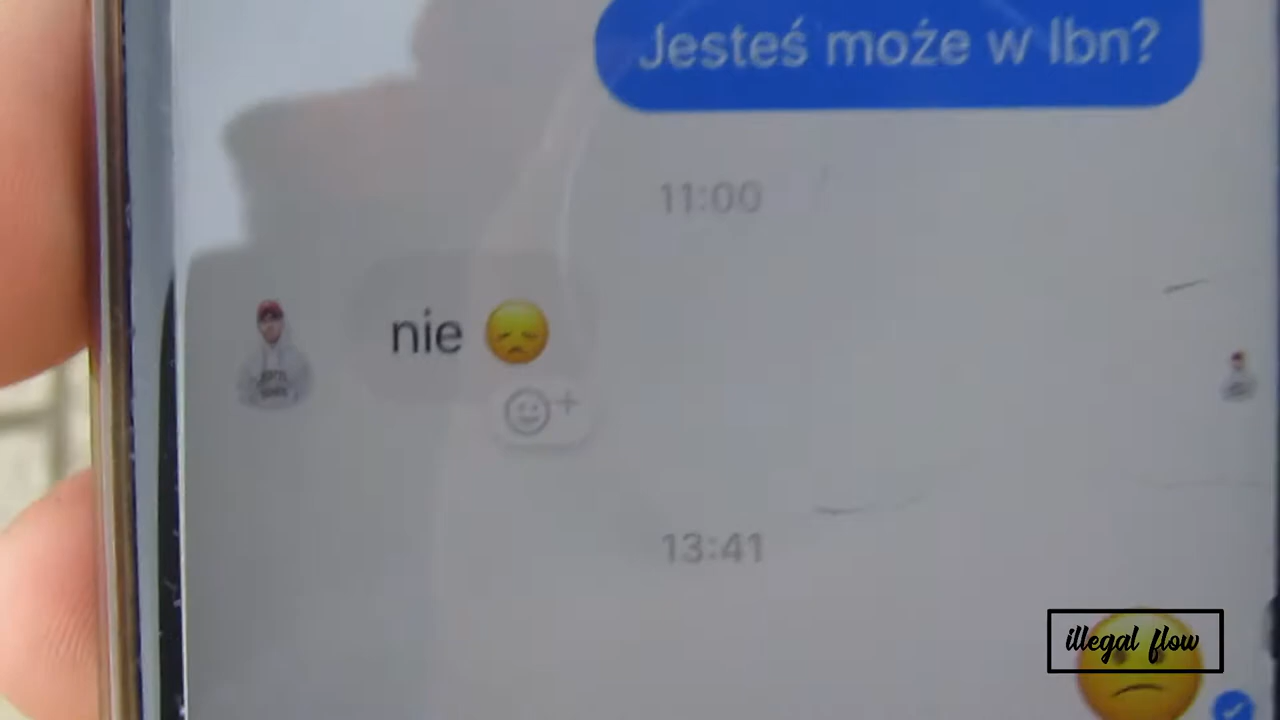 Jesteś może w lbn?
11:00
nie 😞
13:41
illegal flow